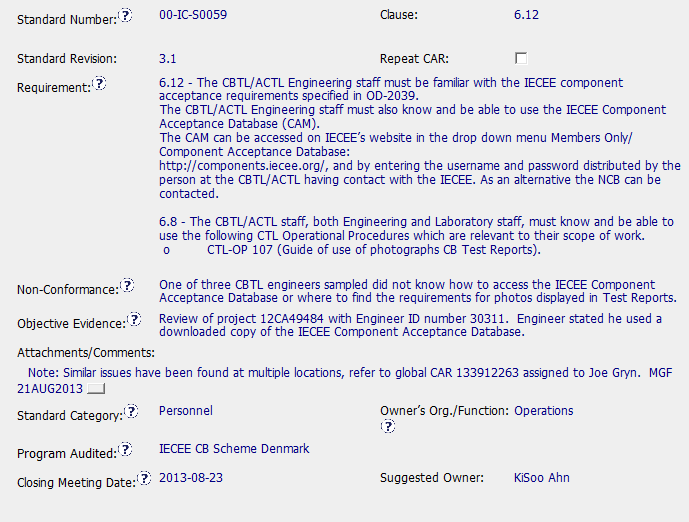 Standard Number: ? 00-IC-S0059 Clause: 6.12
Standard Revision: 3.1 Repeat CAR:
Requirement: ? 6.12 - The CBTL/ACTL Engineering staff must be familiar with the IECEE component
acceptance requirements specified in OD-2039.
The CBTL/ACTL Engineering staff must also know and be able to use the IECEE Component
Acceptance Database (CAM).
The CAM can be accessed on IECEE's website in the drop down menu Members Only/
Component Acceptance Database:
http://components.iecee.org/, and by entering the username and password distributed by the
person at the CBTL/ACTL having contact with the IECEE. As an alternative the NCB can be
contacted.
6.8 - The CBTL/ACTL staff, both Engineering and Laboratory staff, must know and be able to
use the following CTL Operational Procedures which are relevant to their scope of work.
o CTL-OP 107 (Guide of use of photographs CB Test Reports).
Non-Conformance: ? One of three CBTL engineers sampled did not know how to access the IECEE Component
Acceptance Database or where to find the requirements for photos displayed in Test Reports.
Objective Evidence: ? Review of project 12CA49484 with Engineer ID number 30311. Engineer stated he used a
downloaded copy of the IECEE Component Acceptance Database.
Attachments/Comments:
Note: Similar issues have been found at multiple locations, refer to global CAR 133912263 assigned to Joe Gryn. MGF
21AUG2013
Standard Category: ? Personnel Owner's Org./Function: Operations
?
Program Audited: ? IECEE CB Scheme Denmark
Closing Meeting Date: ? 2013-08-23 Suggested Owner: KiSoo Ahn